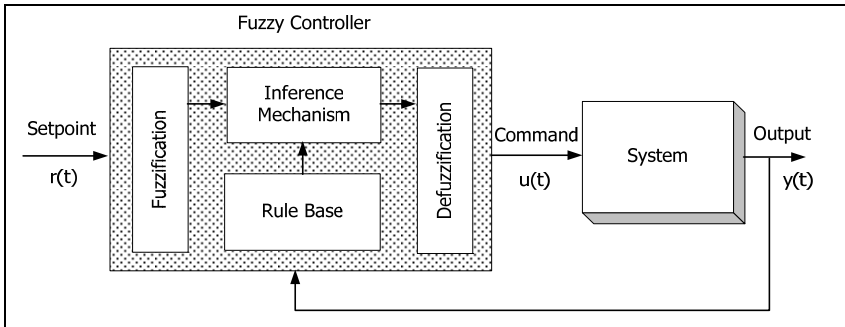 Fuzzy Controller
Setpoint
r(t)
Fuzzification
Inference
Mechanism
Rule Base
Defuzzification
Command
u(t)
System
Output
y(t)